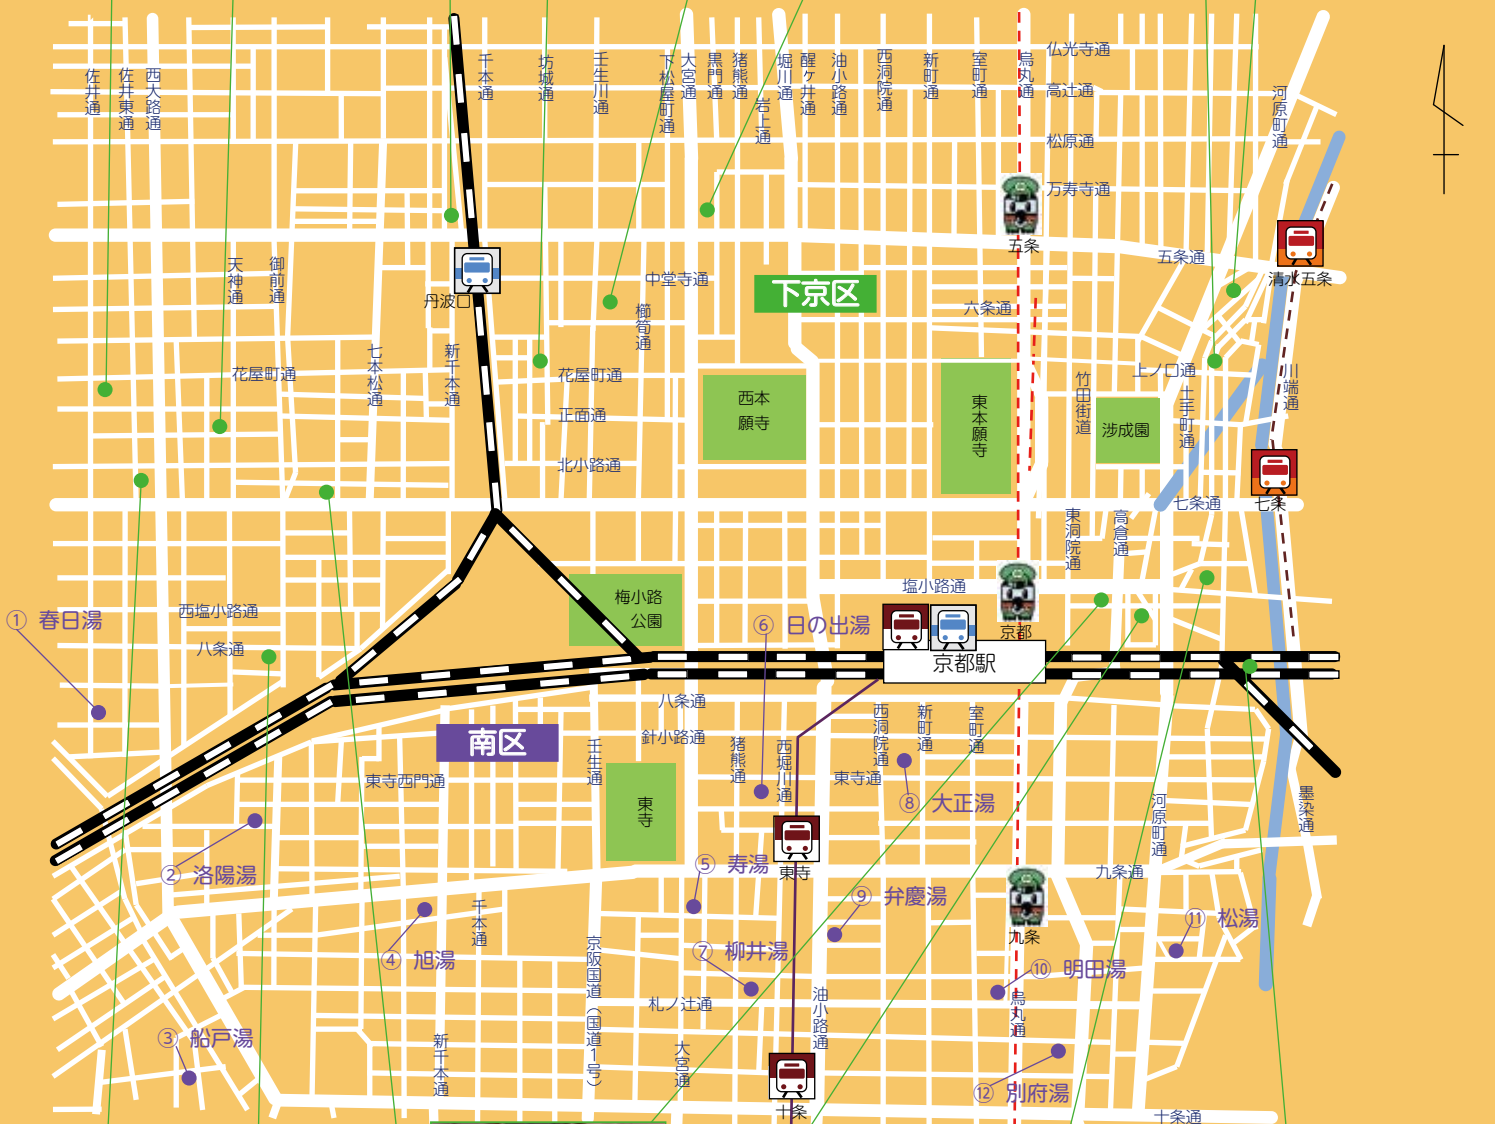 佐井通
佐井東通
西大路通
千本通
坊城通
壬生川通
下松屋町通
大宮通
黒門通
猪熊通
岩上通
堀川通
醒ヶ井通
油小路通
西洞院通
新町通
室町通
烏丸通
仏光寺通
高辻通
松原通
万寿寺通
河原町通
五条
五条通
清水五条
天神通
御前通
丹波口
中堂寺通
櫛笥通
下京区
六条通
花屋町通
七本松通
新千本通
花屋町通
正面通
北小路通
西本
願寺
東本願寺
竹田街道
上ノ口通
土手町通
渉成園
川端通
七条通
七条
東洞院通
高倉通
塩小路通
京都
京都駅
梅小路
公園
西塩小路通
八条通
① 春日湯
⑥ 日の出湯
八条通
針小路通
南区
壬生通
東寺西門通
東寺
猪熊通
西堀川通
西洞院通
新町通
室町通
東寺通
⑧ 大正湯
河原町通
墨染通
② 洛陽湯
⑤ 寿湯
東寺
九条通
⑨ 弁慶湯
九条
⑪ 松湯
千本通
④ 旭湯
京阪国道(国道1号)
⑦ 柳井湯
⑩ 明田湯
札ノ辻通
油小路通
烏丸通
③ 船戸湯
新千本通
大宮通
⑫ 別府湯
十条
十条通